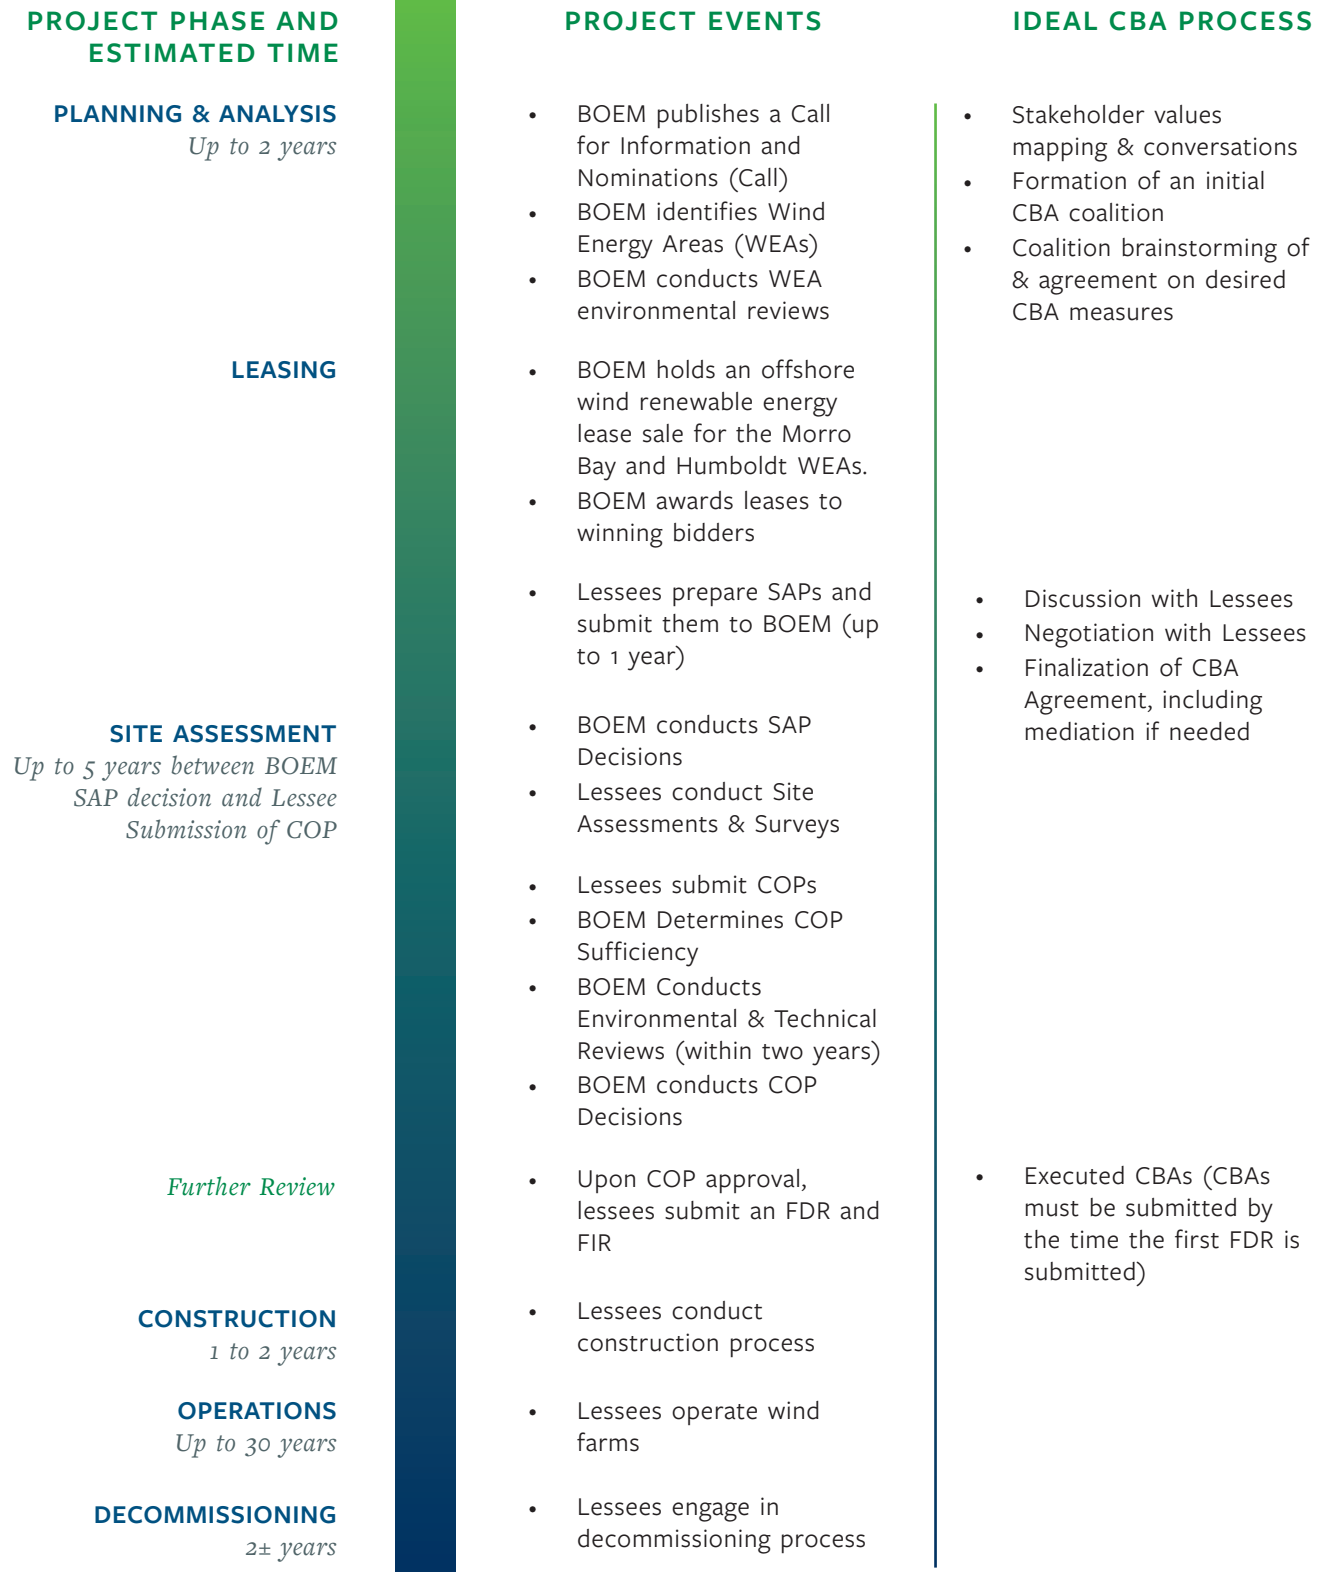 PROJECT PHASE AND
ESTIMATED TIME
PROJECT EVENTS
IDEAL CBA PROCESS
PLANNING & ANALYSIS
Up to 2 years
• BOEM publishes a Call
for Information and
Nominations (Call)
• BOEM identifies Wind
Energy Areas (WEAs)
• BOEM conducts WEA
environmental reviews
• Stakeholder values
mapping & conversations
• Formation of an initial
CBA coalition
• Coalition brainstorming of
& agreement on desired
CBA measures
LEASING
• BOEM holds an offshore
wind renewable energy
lease sale for the Morro
Bay and Humboldt WEAs.
• BOEM awards leases to
winning bidders
• Lessees prepare SAPs and
submit them to BOEM (up
to 1 year)
• Discussion with Lessees
• Negotiation with Lessees
• Finalization of CBA
Agreement, including
mediation if needed
SITE ASSESSMENT
Up to 5 years between BOEM
SAP decision and Lessee
Submission of COP
• BOEM conducts SAP
Decisions
• Lessees conduct Site
Assessments & Surveys
• Lessees submit COPs
• BOEM Determines COP
Sufficiency
• BOEM Conducts
Environmental & Technical
Reviews (within two years)
• BOEM conducts COP
Decisions
Further Review
• Upon COP approval,
lessees submit an FDR and
FIR
• Executed CBAs (CBAs
must be submitted by
the time the first FDR is
submitted)
CONSTRUCTION
1 to 2 years
• Lessees conduct
construction process
OPERATIONS
Up to 30 years
• Lessees operate wind
farms
DECOMMISSIONING
2± years
• Lessees engage in
decommissioning process